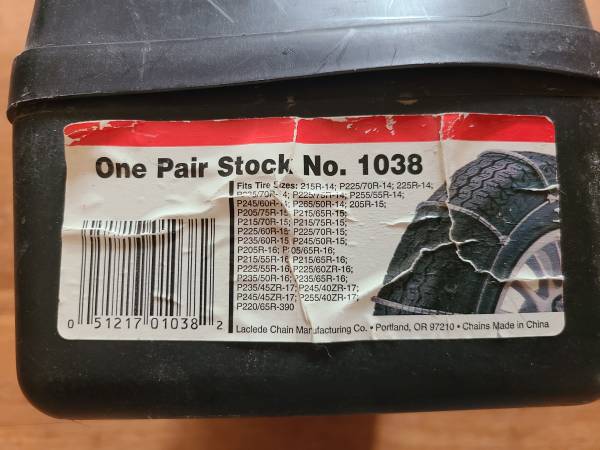 One Pair Stock No. 1038
Fits Tire Sizes: 215R-14; P225/70R-14; 225R-14;
P235/70R-14; P225/75R-14; P255/55R-14;
P245/60R-14; P265/50R-14; 205R-15;
P205/75R-15; P215/65R-15;
P215/70R-15; P215/75R-15;
P225/60R-15; P225/70R-15;
P235/60R-15; P245/50R-15;
P205R-16; P205/65R-16;
P215/55R-16; P215/65R-16;
P225/55R-16; P225/60ZR-16;
P235/50R-16; P235/65R-16;
P235/45ZR-17; P245/40ZR-17;
P245/45ZR-17; P255/40ZR-17;
P220/65R-390
0 51217 01038 2
Laclede Chain Manufacturing Co. • Portland, OR 97210 • Chains Made in China